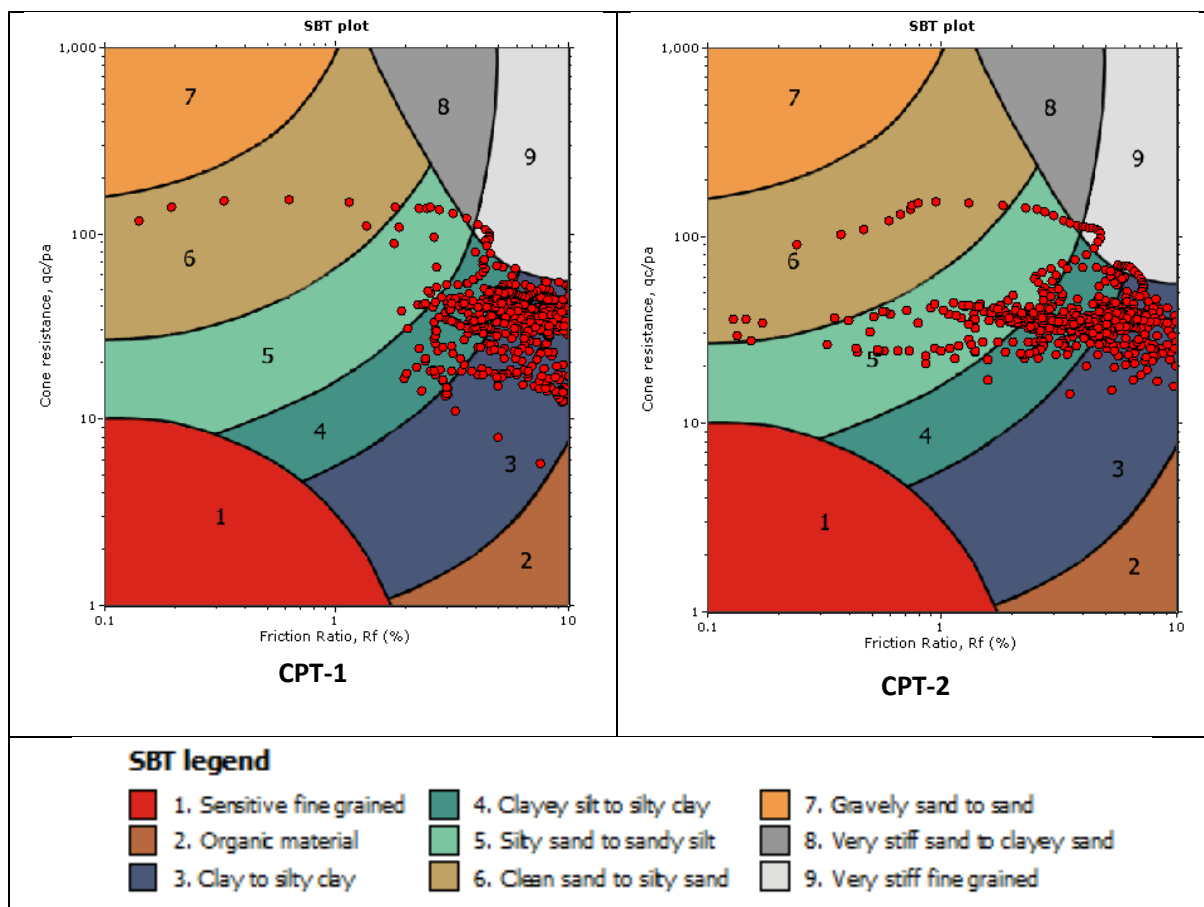 SBT plot
1,000
100
10
1
Cone resistance, qc/pa
7
8
9
6
5
4
3
1
2
0.1
1
10
Friction Ratio, Rf (%)
CPT-1
SBT plot
1,000
100
10
1
Cone resistance, qc/pa
7
8
9
6
5
4
3
1
2
0.1
1
10
Friction Ratio, Rf (%)
CPT-2
SBT legend
1. Sensitive fine grained
2. Organic material
3. Clay to silty clay
4. Clayey silt to silty clay
5. Silty sand to sandy silt
6. Clean sand to silty sand
7. Gravely sand to sand
8. Very stiff sand to clayey sand
9. Very stiff fine grained